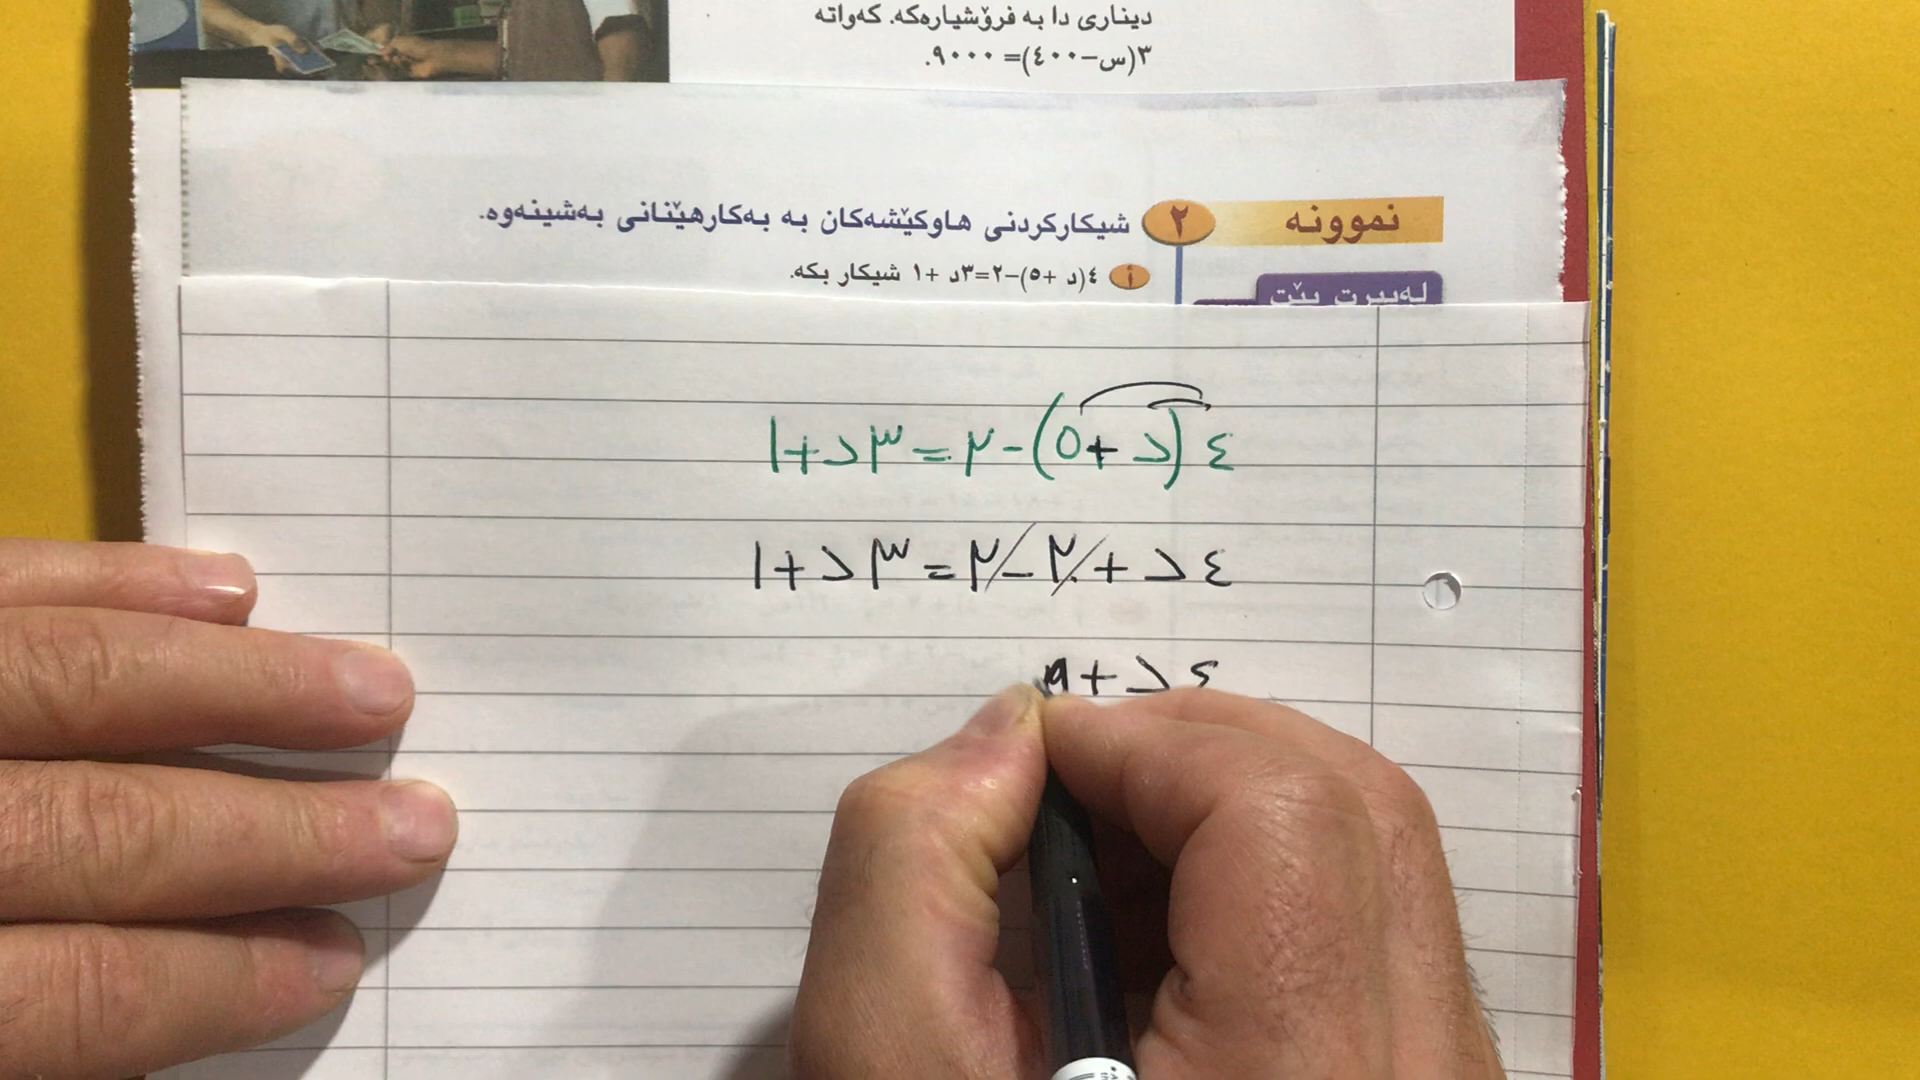 دیناری دا بە فرۆشیارەکە. کەواتە
٣(س−٤٠٠)= ٩٠٠٠.
نموونە ٢ شیکارکردنی هاوکێشەکان بە بەکارهێنانی بەشینەوە.
أ ٤(د +٥)−٢=٣د +١ شیکار بکە.
لەبیرت بێت
٤(د+٥)−٢=٣د+١
٤د+٢٠−٢=٣د+١
٤د+